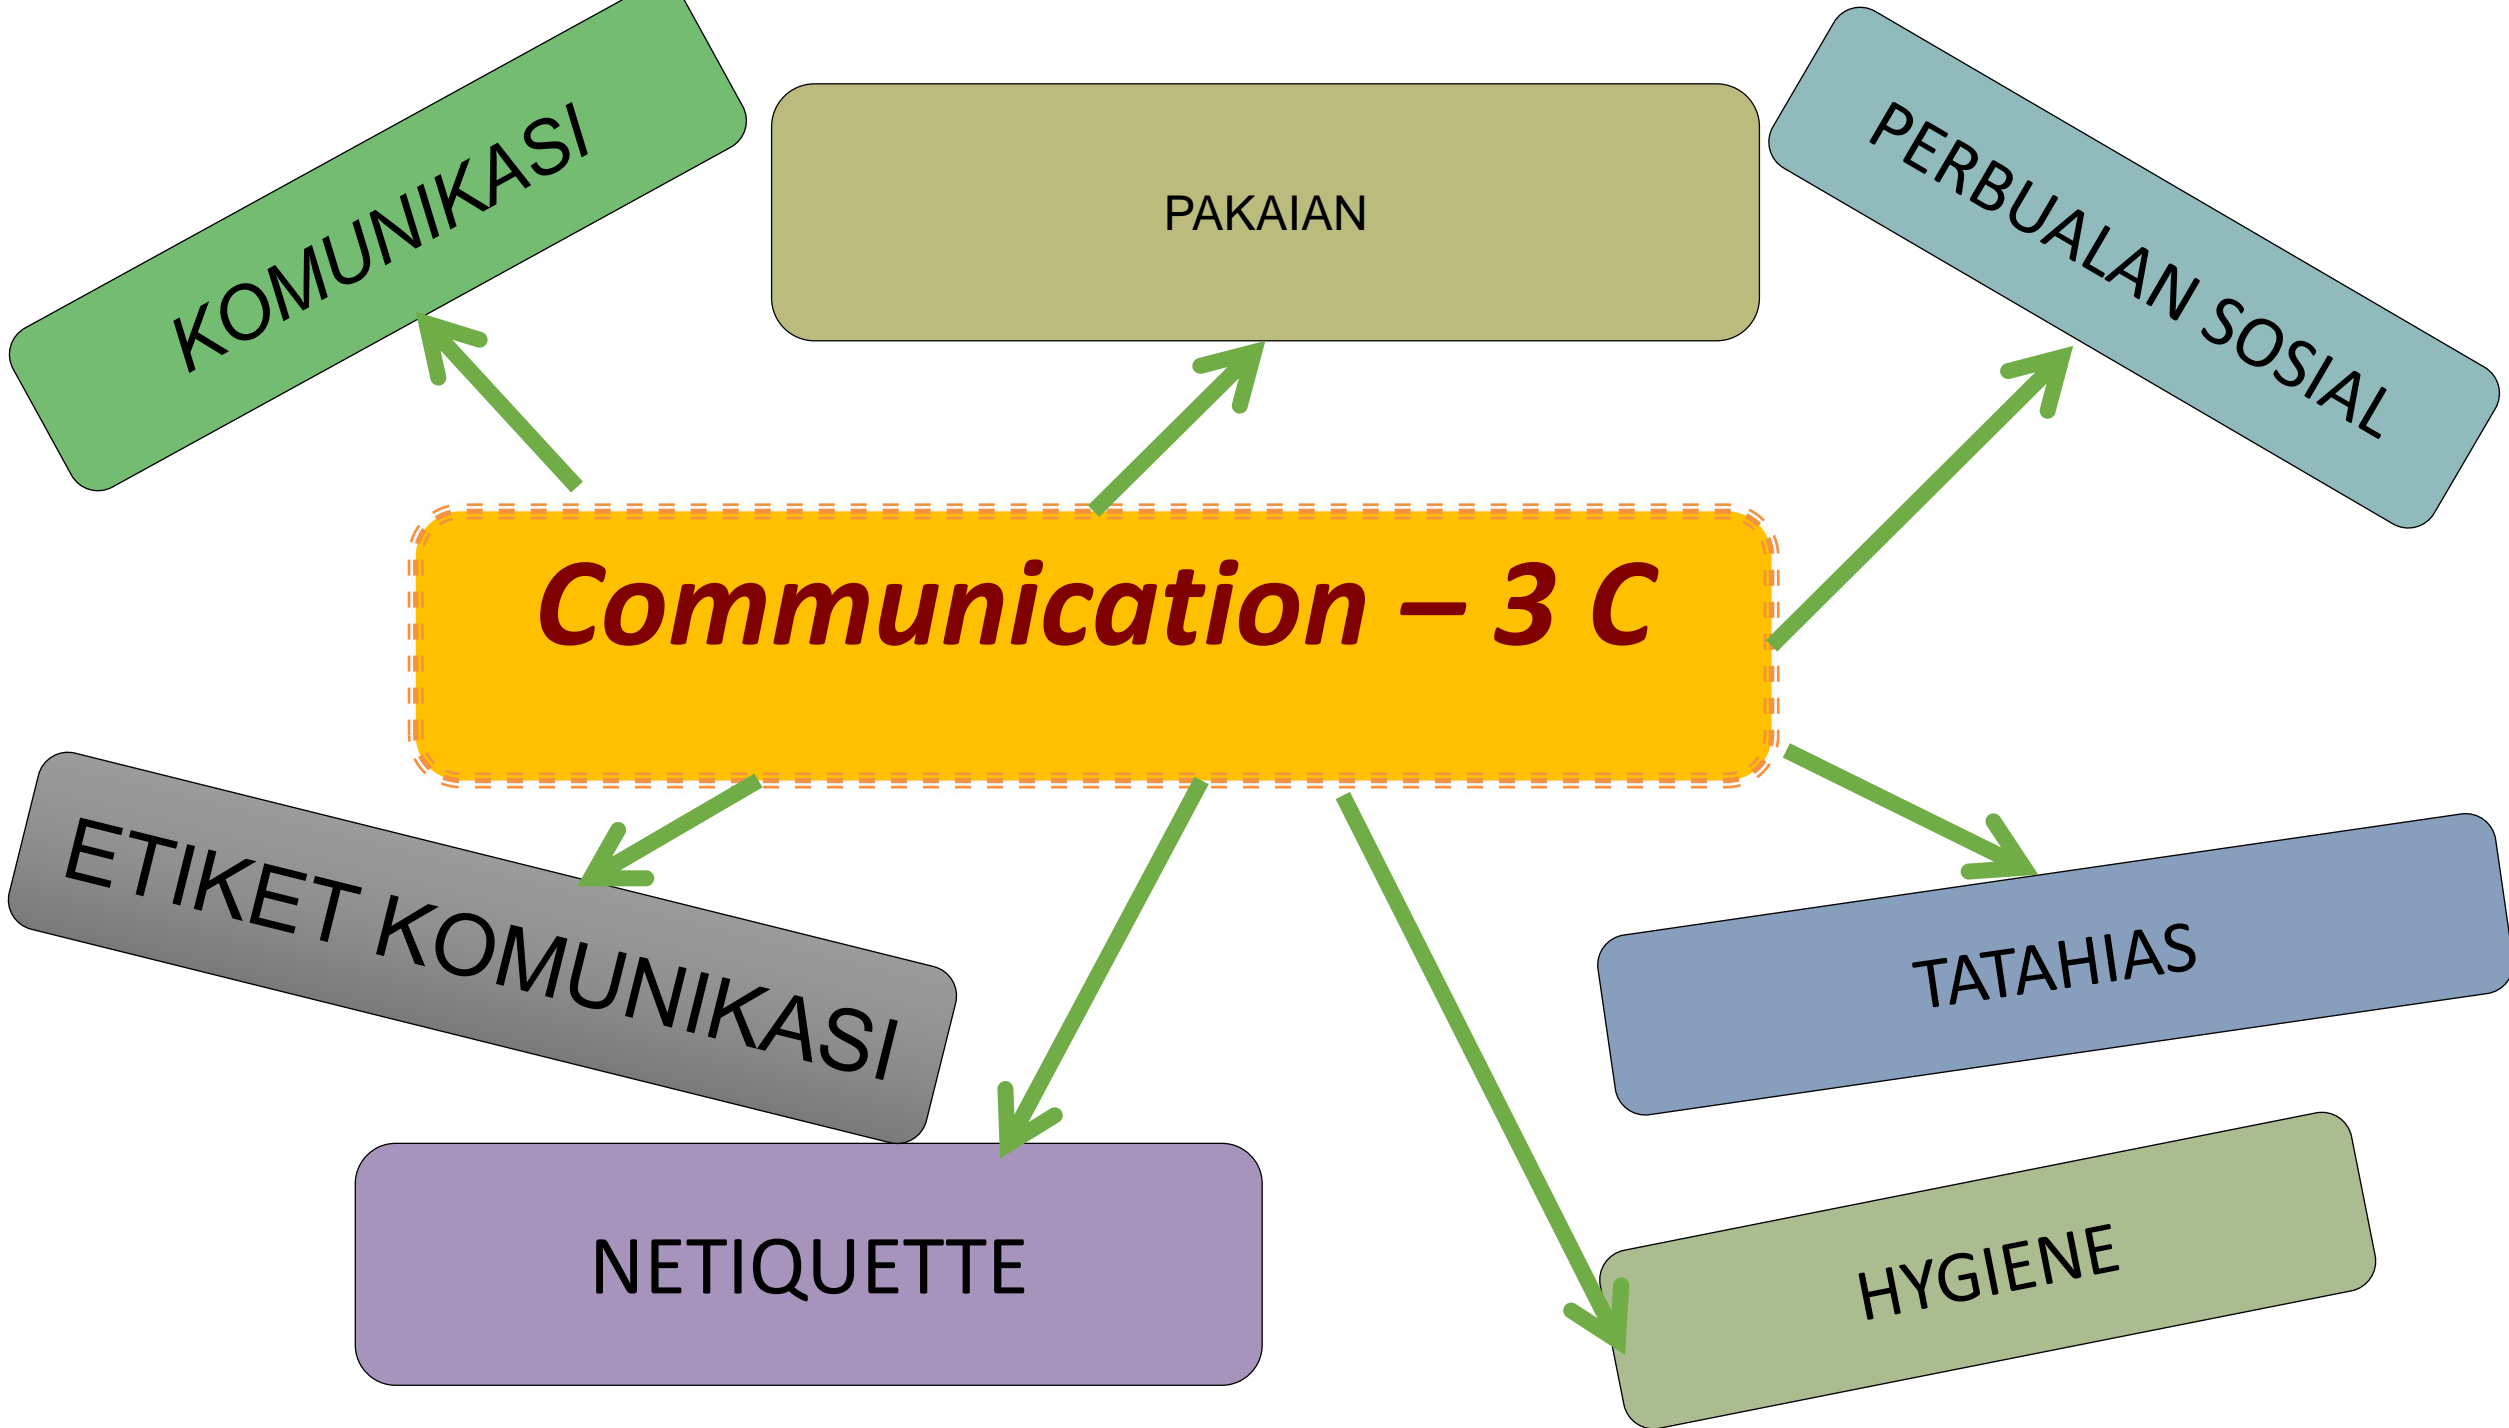 KOMUNIKASI
PAKAIAN
PERBUALAN SOSIAL
Communication – 3 C
ETIKET KOMUNIKASI
TATAHIAS
NETIQUETTE
HYGIENE